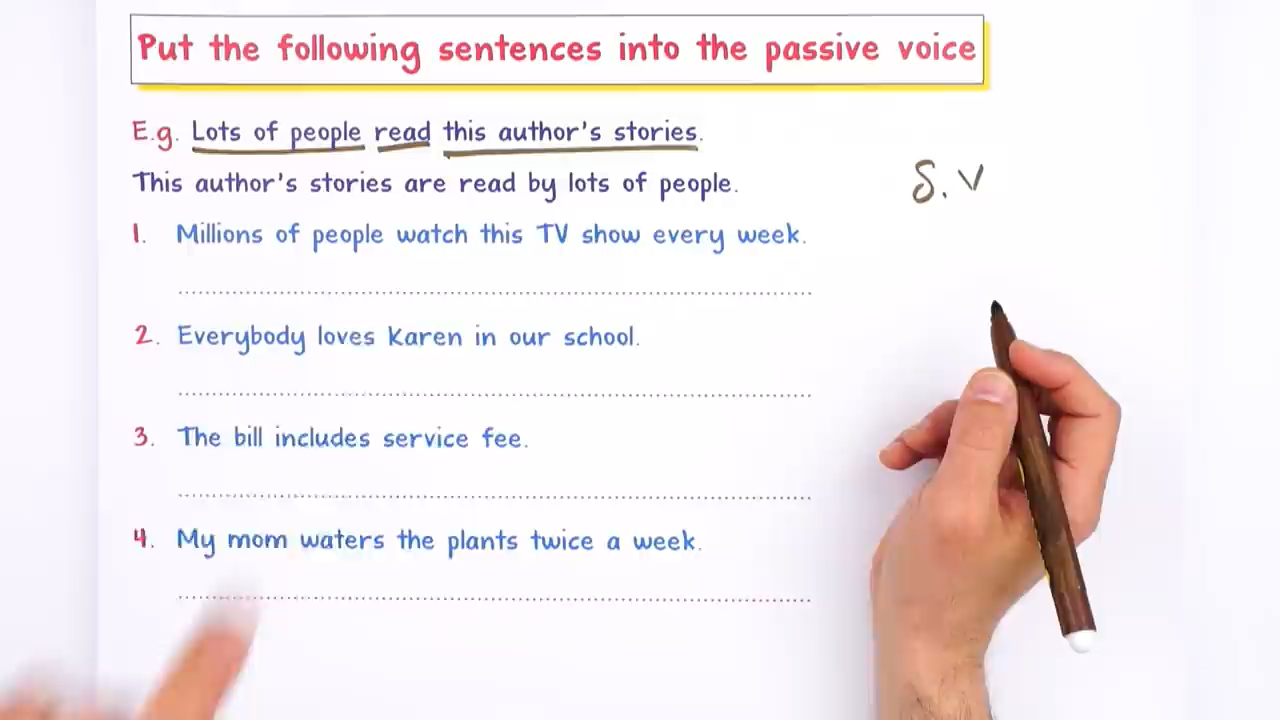 Put the following sentences into the passive voice
E.g. Lots of people read this author's stories.
This author's stories are read by lots of people.
S. V
1. Millions of people watch this TV show every week.
2. Everybody loves Karen in our school.
3. The bill includes service fee.
4. My mom waters the plants twice a week.